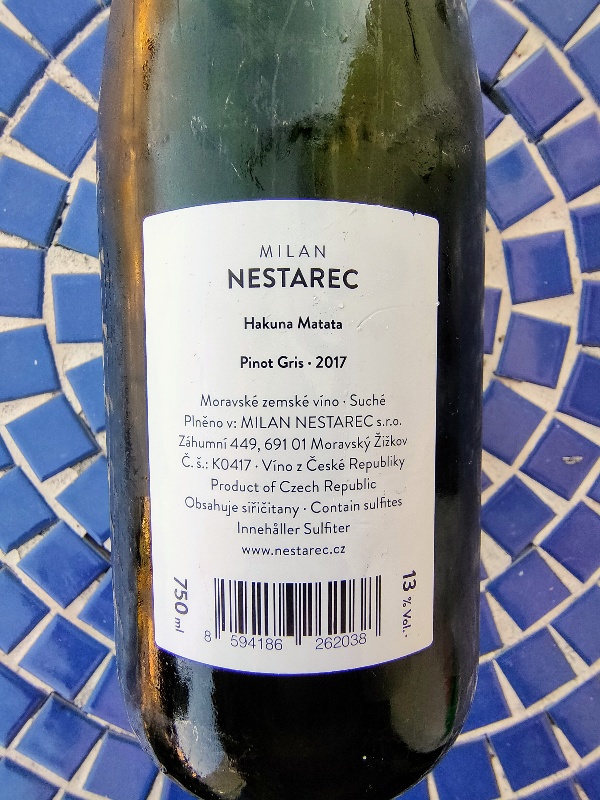 MILAN
NESTAREC
Hakuna Matata
Pinot Gris · 2017
Moravské zemské víno · Suché
Plněno v: MILAN NESTAREC s.r.o.
Záhumní 449, 691 01 Moravský Žižkov
Č. š.: K0417 · Víno z České Republiky
Product of Czech Republic
Obsahuje siřičitany · Contain sulfites
Innehåller Sulfiter
www.nestarec.cz
750 ml
13 % Vol.·
8 594186 262038